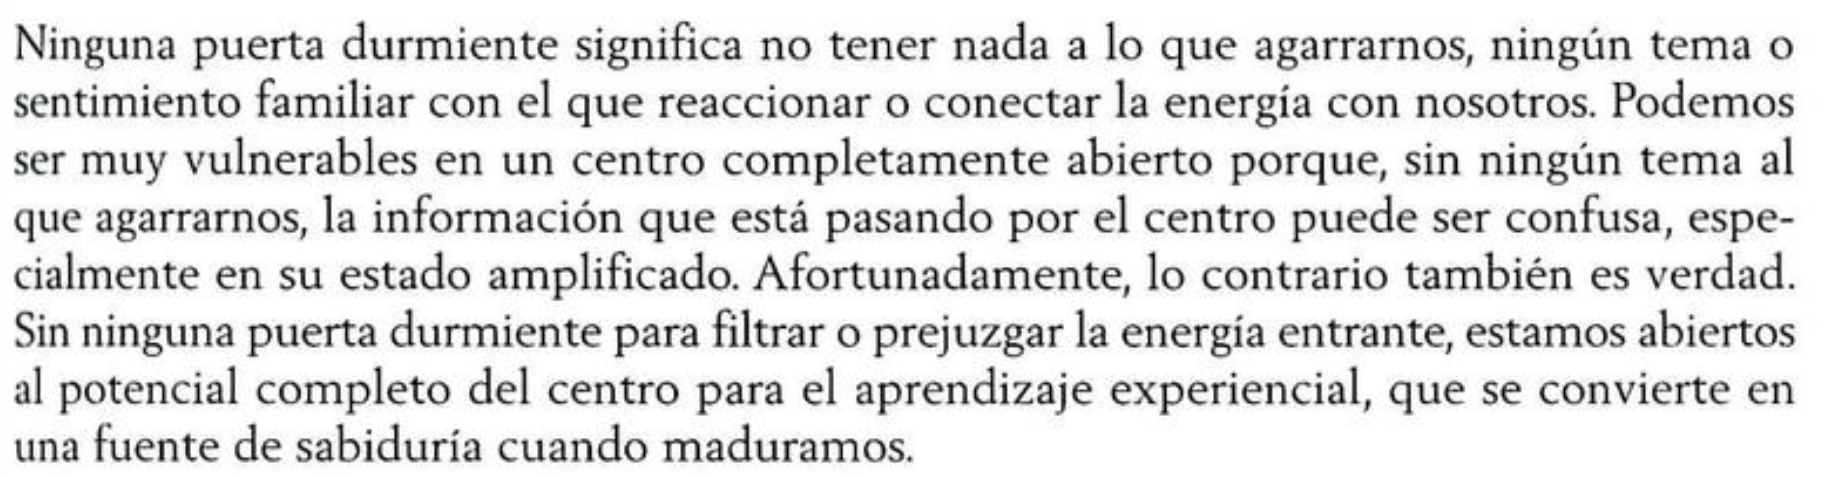 Ninguna puerta durmiente significa no tener nada a lo que agarrarnos, ningún tema o
sentimiento familiar con el que reaccionar o conectar la energía con nosotros. Podemos
ser muy vulnerables en un centro completamente abierto porque, sin ningún tema al
que agarrarnos, la información que está pasando por el centro puede ser confusa, espe-
cialmente en su estado amplificado. Afortunadamente, lo contrario también es verdad.
Sin ninguna puerta durmiente para filtrar o prejuzgar la energía entrante, estamos abiertos
al potencial completo del centro para el aprendizaje experiencial, que se convierte en
una fuente de sabiduría cuando maduramos.